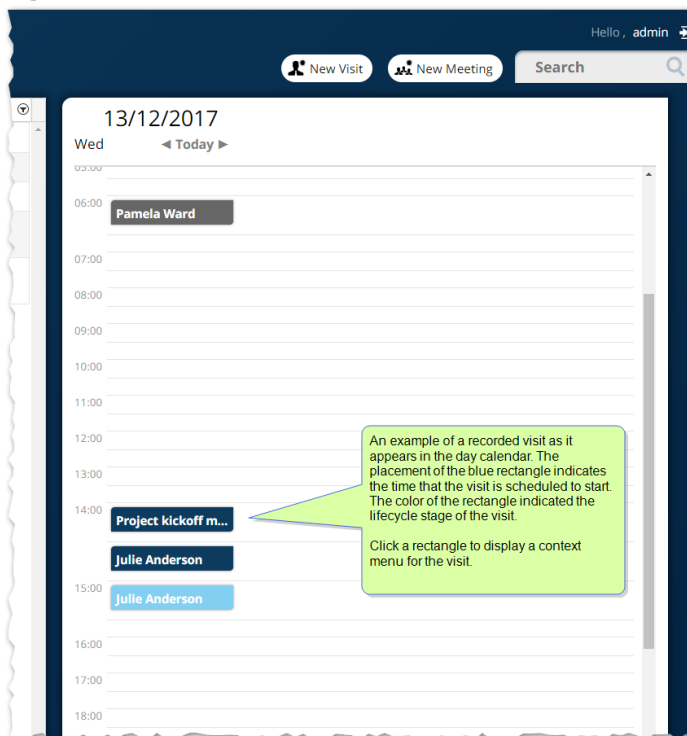 Hello, admin
New Visit
New Meeting
Search
13/12/2017
Wed
◄ Today ►
05:00
06:00
Pamela Ward
07:00
08:00
09:00
10:00
11:00
12:00
13:00
An example of a recorded visit as it
appears in the day calendar. The
placement of the blue rectangle indicates
the time that the visit is scheduled to start.
The color of the rectangle indicated the
lifecycle stage of the visit.
Click a rectangle to display a context
menu for the visit.
14:00
Project kickoff m...
Julie Anderson
15:00
Julie Anderson
16:00
17:00
18:00